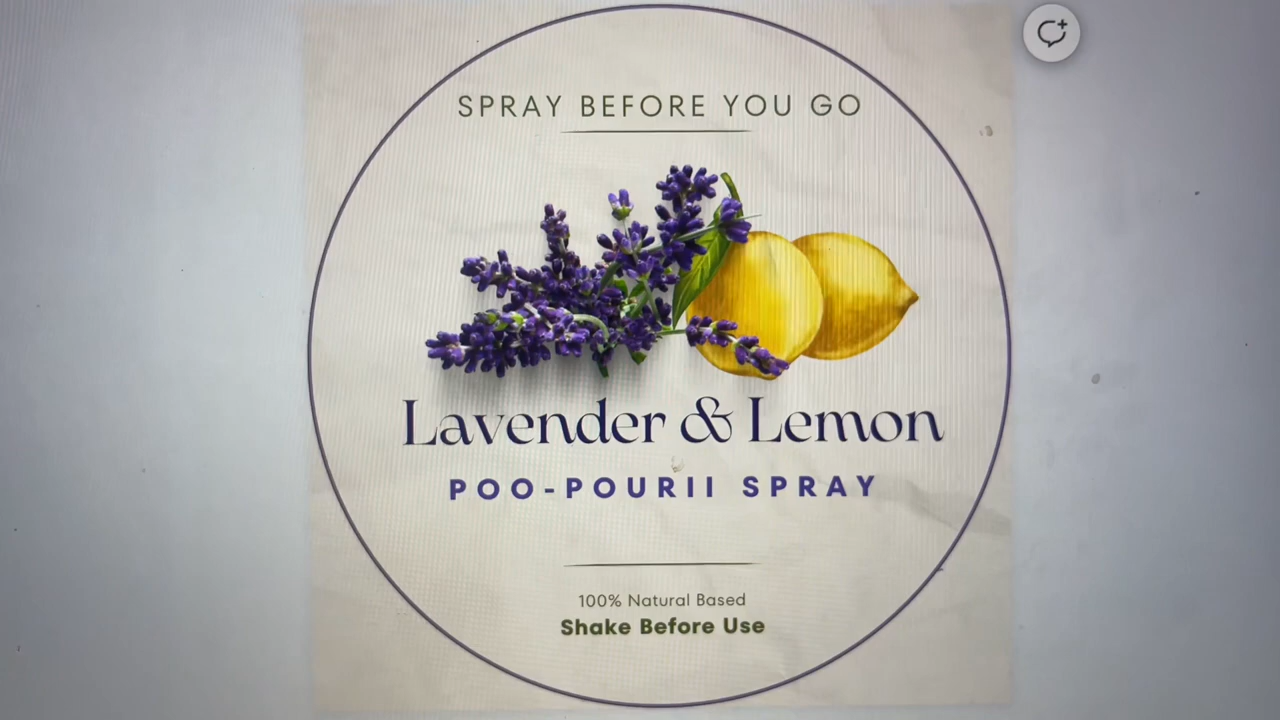 SPRAY BEFORE YOU GO
Lavender & Lemon
POO-POURII SPRAY
100% Natural Based
Shake Before Use